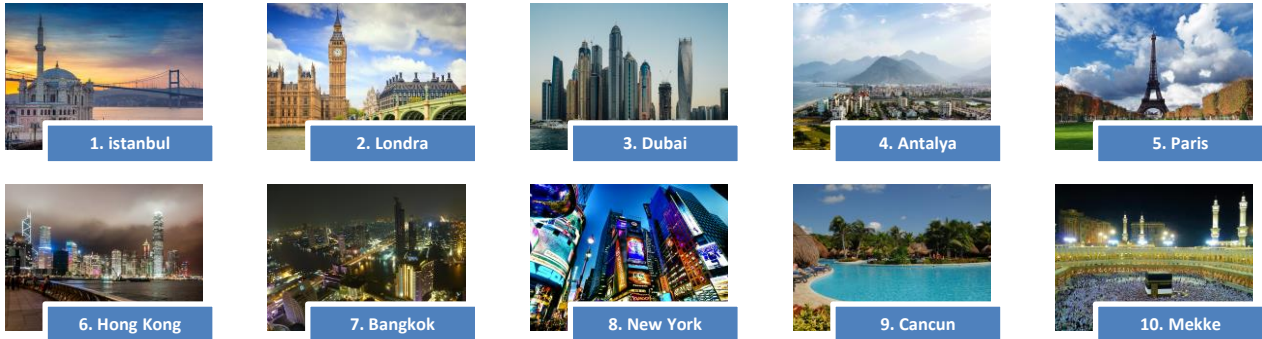 1. istanbul
2. Londra
3. Dubai
4. Antalya
5. Paris
6. Hong Kong
7. Bangkok
8. New York
9. Cancun
10. Mekke